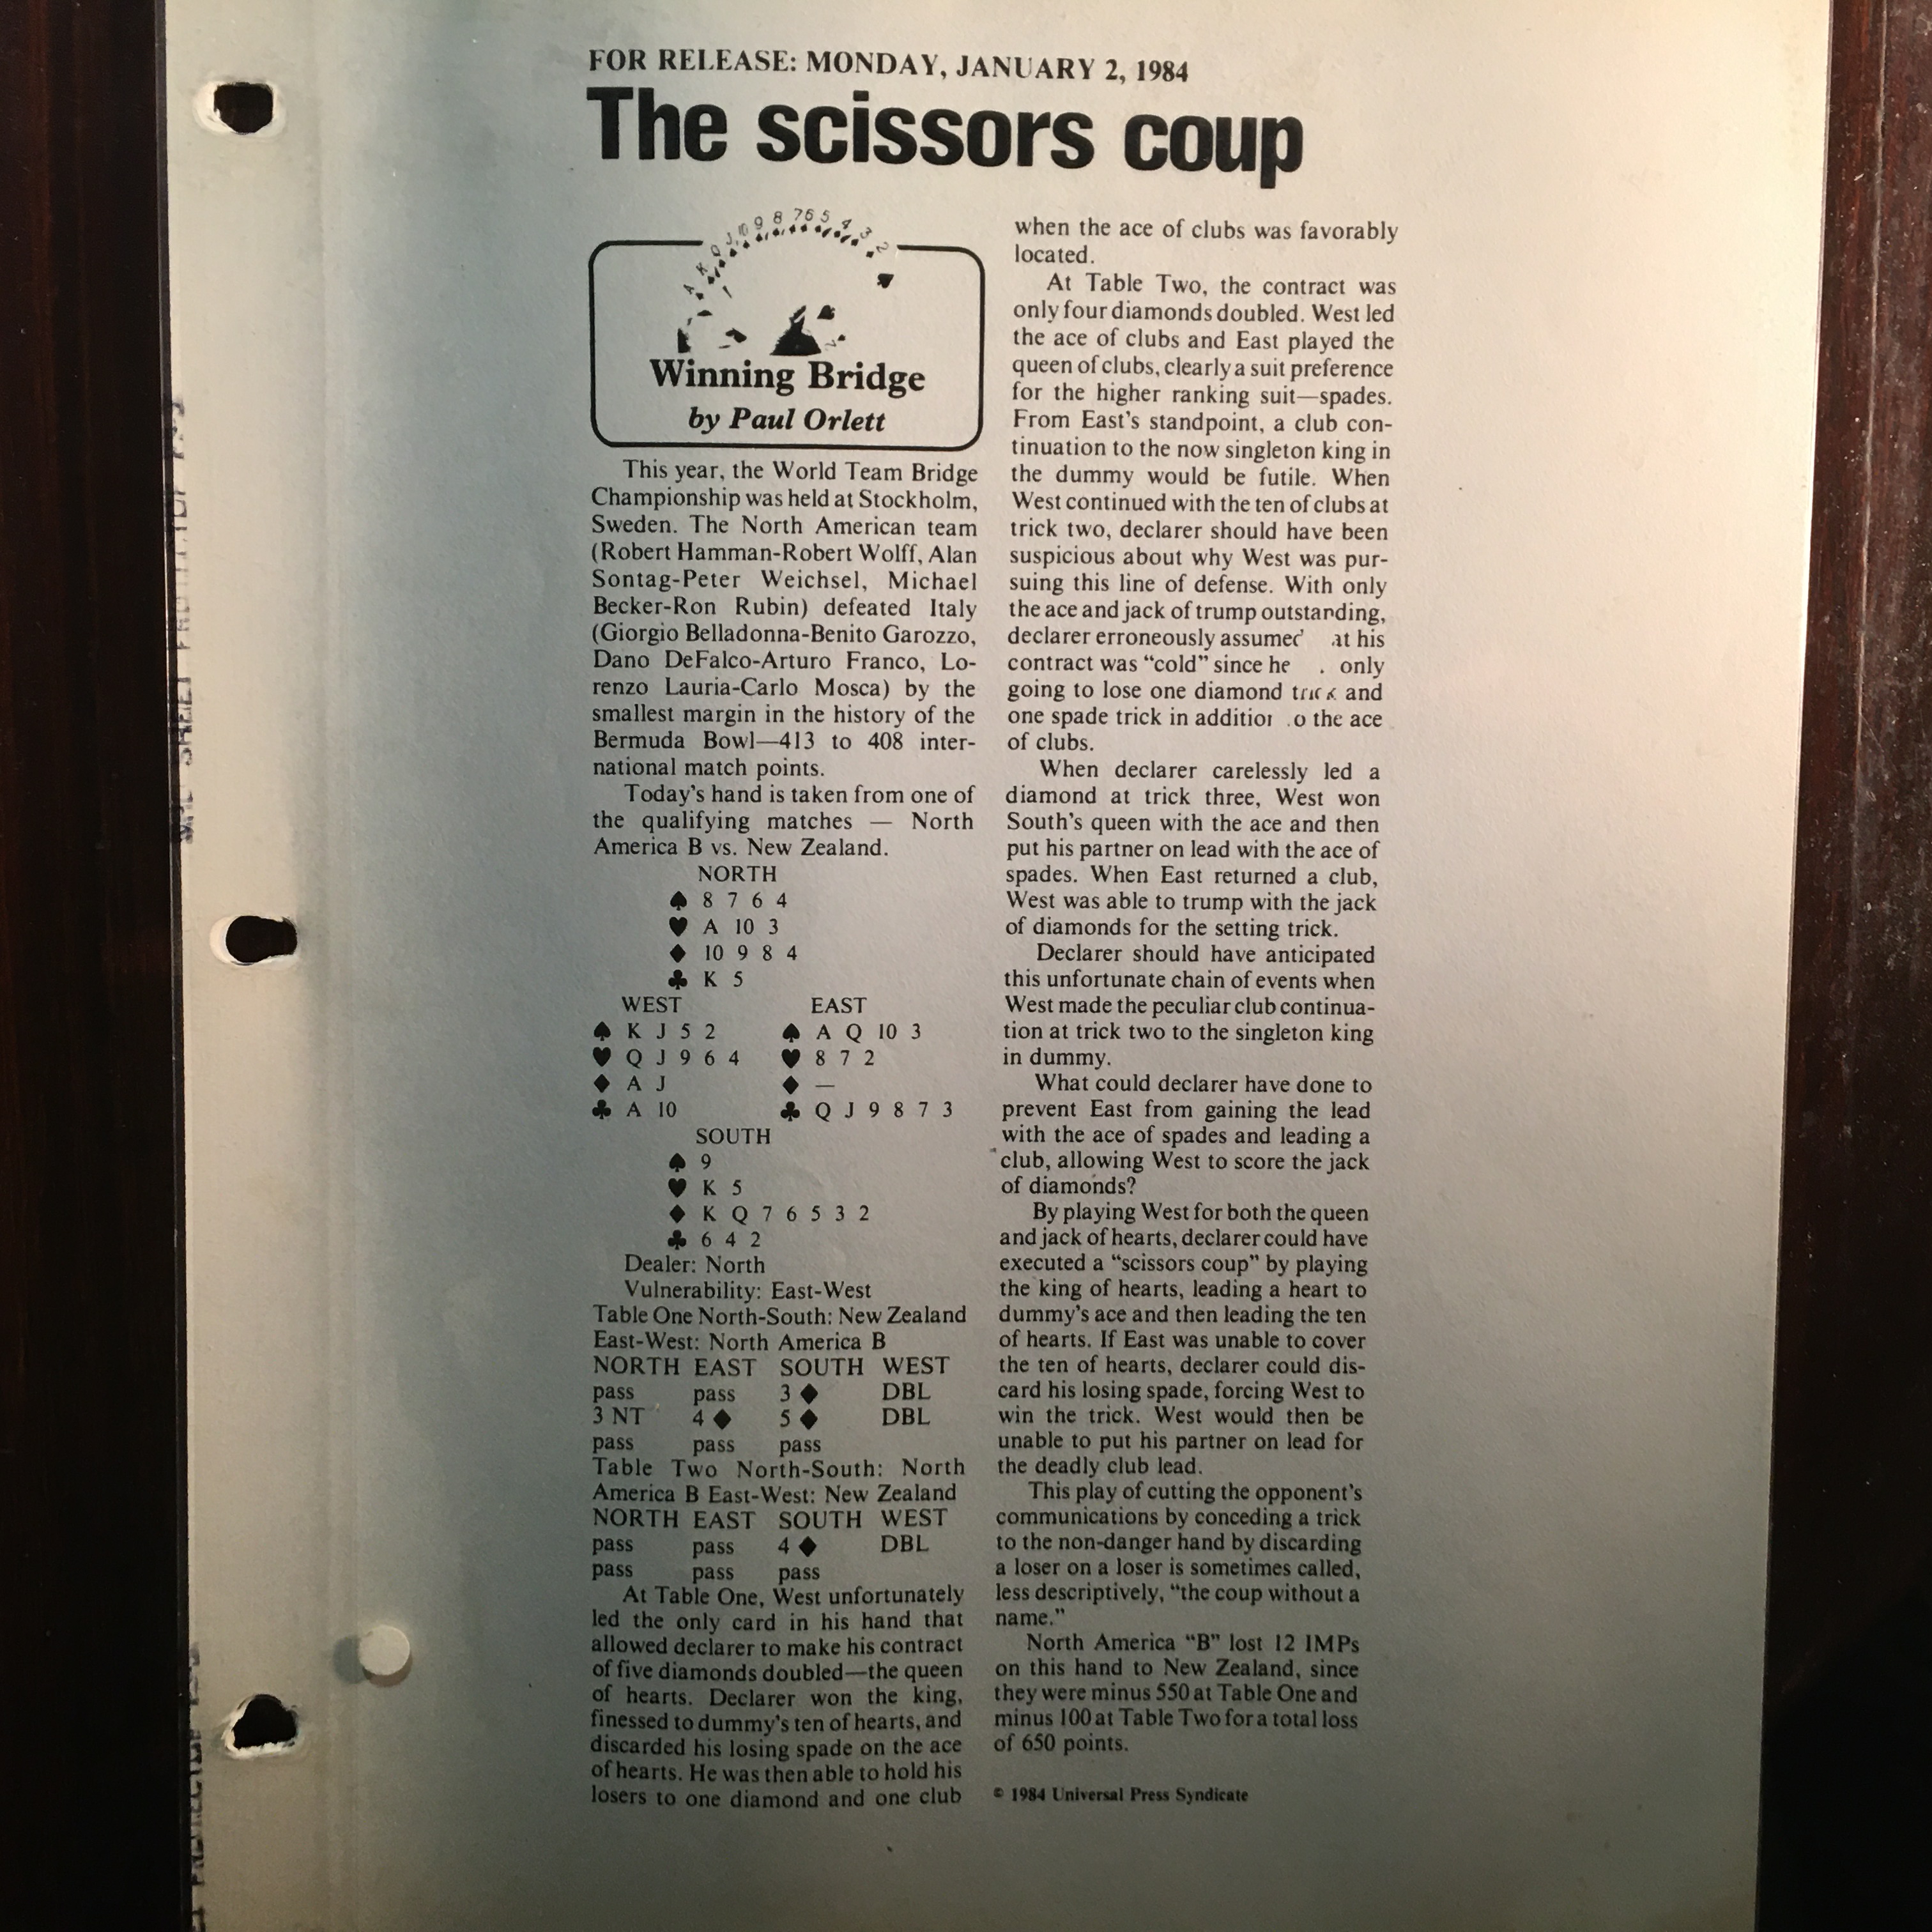 FOR RELEASE: MONDAY, JANUARY 2, 1984
The scissors coup
A K Q J 10 9 8 7 6 5 4 3 2
Winning Bridge
by Paul Orlett
This year, the World Team Bridge
Championship was held at Stockholm,
Sweden. The North American team
(Robert Hamman-Robert Wolff, Alan
Sontag-Peter Weichsel, Michael
Becker-Ron Rubin) defeated Italy
(Giorgio Belladonna-Benito Garozzo,
Dano DeFalco-Arturo Franco, Lo-
renzo Lauria-Carlo Mosca) by the
smallest margin in the history of the
Bermuda Bowl—413 to 408 inter-
national match points.
Today's hand is taken from one of
the qualifying matches — North
America B vs. New Zealand.
NORTH
♠ 8 7 6 4
♥ A 10 3
♦ 10 9 8 4
♣ K 5
WEST EAST
♠ K J 5 2 ♠ A Q 10 3
♥ Q J 9 6 4 ♥ 8 7 2
♦ A J ♦ —
♣ A 10 ♣ Q J 9 8 7 3
SOUTH
♠ 9
♥ K 5
♦ K Q 7 6 5 3 2
♣ 6 4 2
Dealer: North
Vulnerability: East-West
Table One North-South: New Zealand
East-West: North America B
NORTH EAST SOUTH WEST
pass pass 3 ♦ DBL
3 NT 4 ♦ 5 ♦ DBL
pass pass pass
Table Two North-South: North
America B East-West: New Zealand
NORTH EAST SOUTH WEST
pass pass 4 ♦ DBL
pass pass pass
At Table One, West unfortunately
led the only card in his hand that
allowed declarer to make his contract
of five diamonds doubled—the queen
of hearts. Declarer won the king,
finessed to dummy's ten of hearts, and
discarded his losing spade on the ace
of hearts. He was then able to hold his
losers to one diamond and one club
when the ace of clubs was favorably
located.
At Table Two, the contract was
only four diamonds doubled. West led
the ace of clubs and East played the
queen of clubs, clearly a suit preference
for the higher ranking suit—spades.
From East's standpoint, a club con-
tinuation to the now singleton king in
the dummy would be futile. When
West continued with the ten of clubs at
trick two, declarer should have been
suspicious about why West was pur-
suing this line of defense. With only
the ace and jack of trump outstanding,
declarer erroneously assumed at his
contract was "cold" since he only
going to lose one diamond trick and
one spade trick in addition to the ace
of clubs.
When declarer carelessly led a
diamond at trick three, West won
South's queen with the ace and then
put his partner on lead with the ace of
spades. When East returned a club,
West was able to trump with the jack
of diamonds for the setting trick.
Declarer should have anticipated
this unfortunate chain of events when
West made the peculiar club continua-
tion at trick two to the singleton king
in dummy.
What could declarer have done to
prevent East from gaining the lead
with the ace of spades and leading a
club, allowing West to score the jack
of diamonds?
By playing West for both the queen
and jack of hearts, declarer could have
executed a "scissors coup" by playing
the king of hearts, leading a heart to
dummy's ace and then leading the ten
of hearts. If East was unable to cover
the ten of hearts, declarer could dis-
card his losing spade, forcing West to
win the trick. West would then be
unable to put his partner on lead for
the deadly club lead.
This play of cutting the opponent's
communications by conceding a trick
to the non-danger hand by discarding
a loser on a loser is sometimes called,
less descriptively, "the coup without a
name."
North America "B" lost 12 IMPs
on this hand to New Zealand, since
they were minus 550 at Table One and
minus 100 at Table Two for a total loss
of 650 points.
© 1984 Universal Press Syndicate